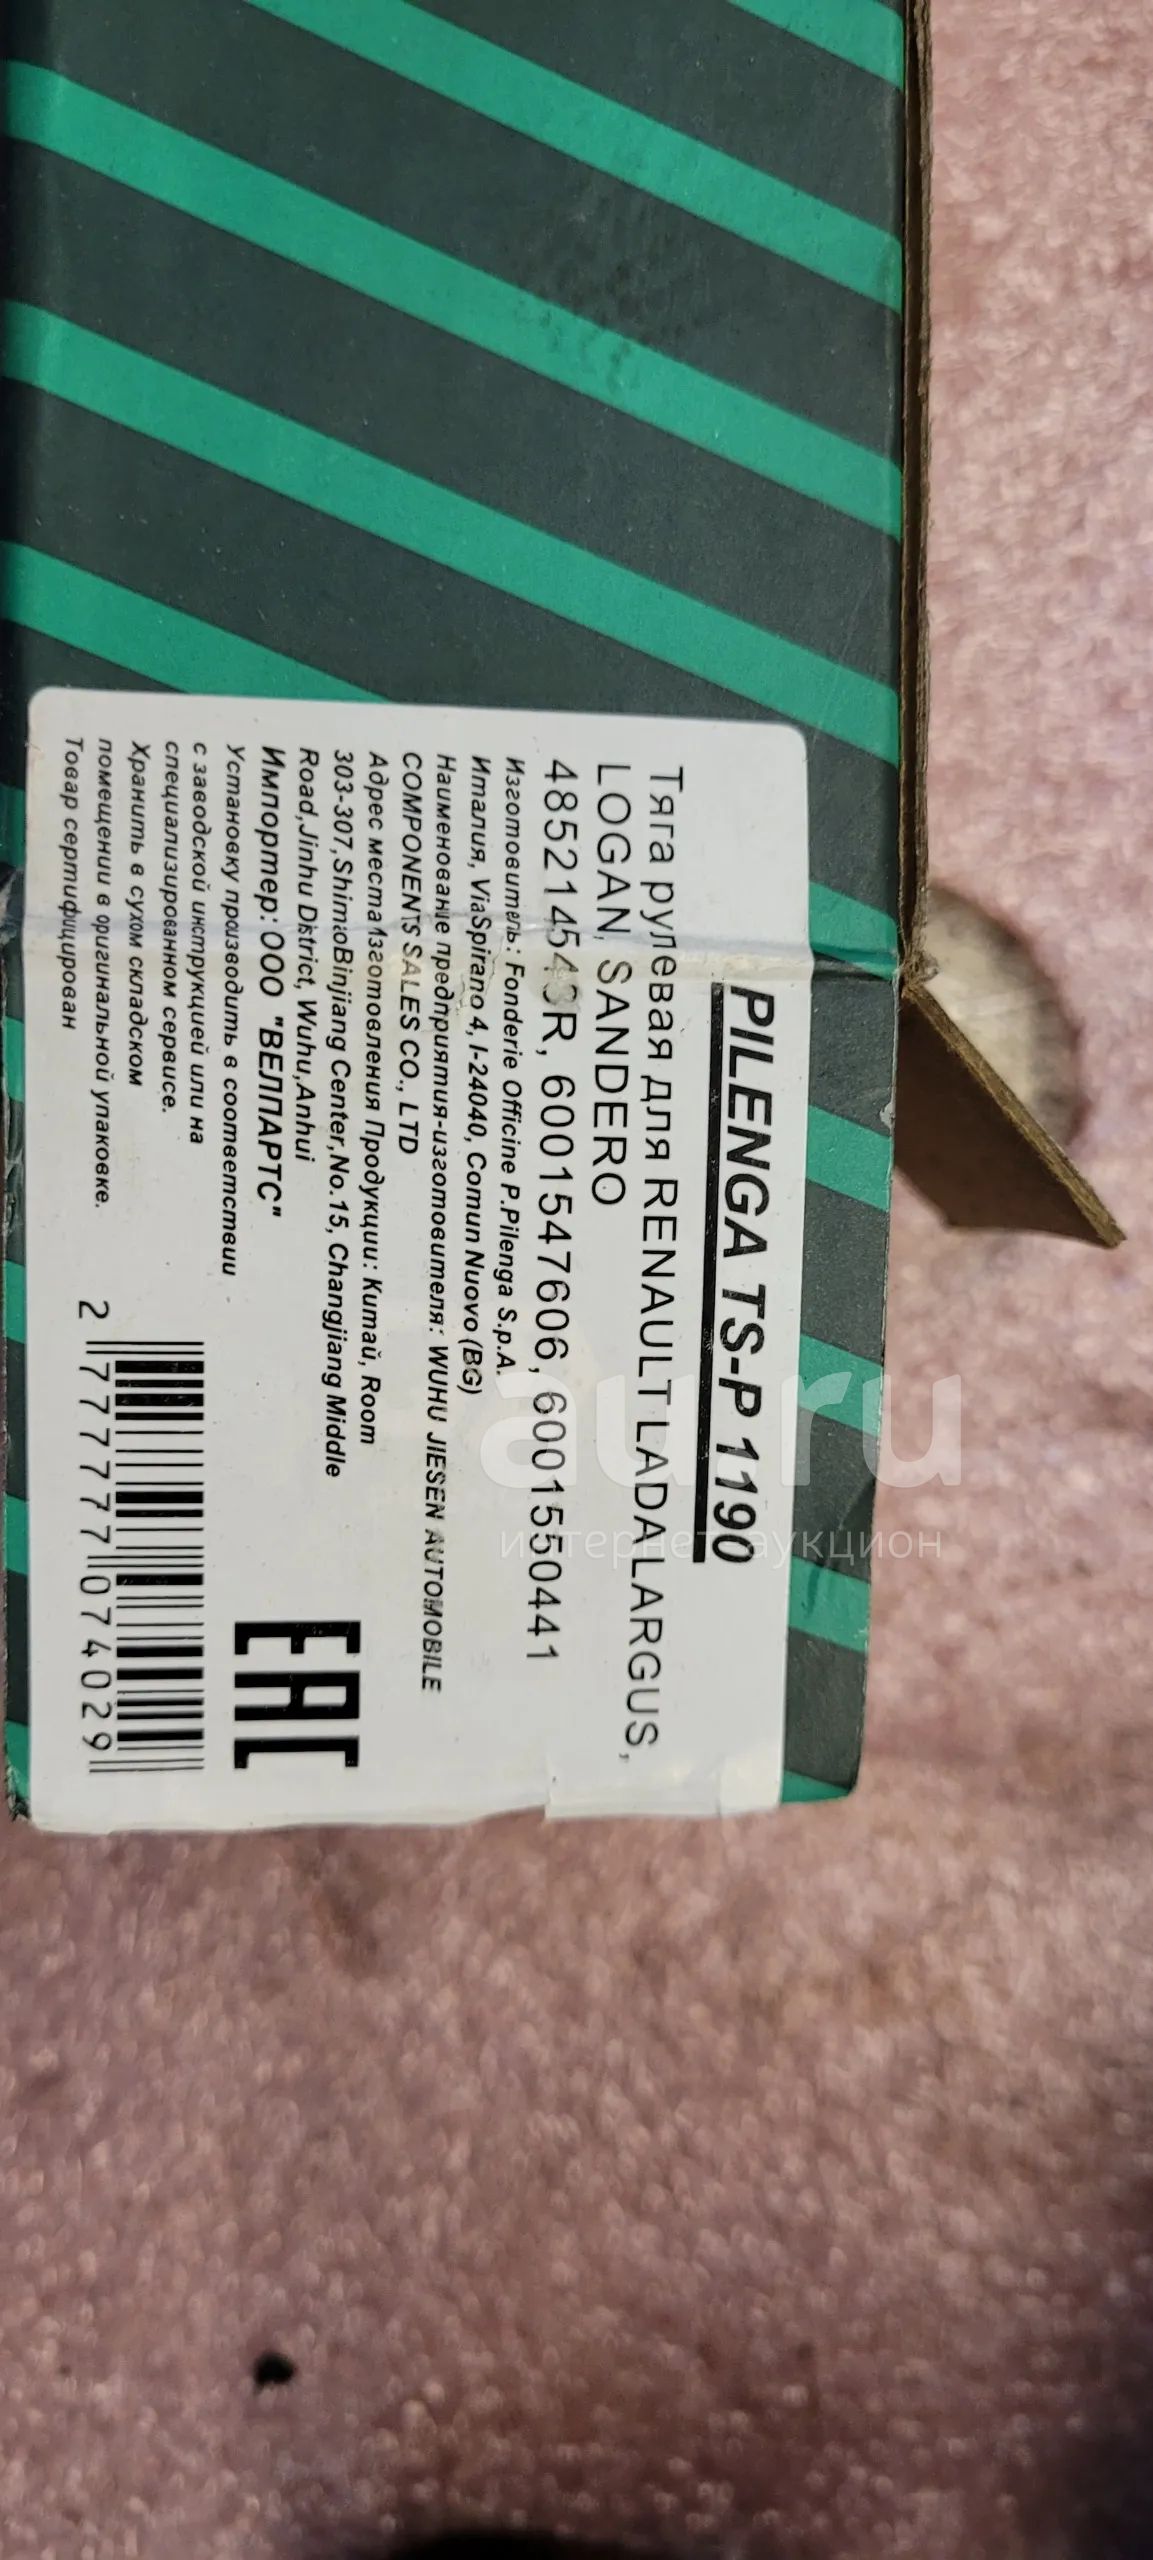 PILENGA TS-P 1190
Тяга рулевая для RENAULT LADA LARGUS,
LOGAN, SANDERO
485214543R, 6001547606, 6001550441
Изготовитель: Fonderie Officine P.Pilenga S.p.A.
Италия, Via Spirano 4, I-24040, Comun Nuovo (BG)
Наименование предприятия-изготовителя: WUHU JIESEN AUTOMOBILE
COMPONENTS SALES CO., LTD
Адрес места изготовления Продукции: Китай, Room
303-307, Shimao Binjiang Center, No.15, Changjiang Middle
Road, Jinhu District, Wuhu, Anhui
Импортер: ООО "ВЕЛПАРТС"
Установку производить в соответствии
с заводской инструкцией или на
специализированном сервисе.
Хранить в сухом складском
помещении в оригинальной упаковке.
Товар сертифицирован
EAC
2 777777 074029
au.ru
интернет-аукцион